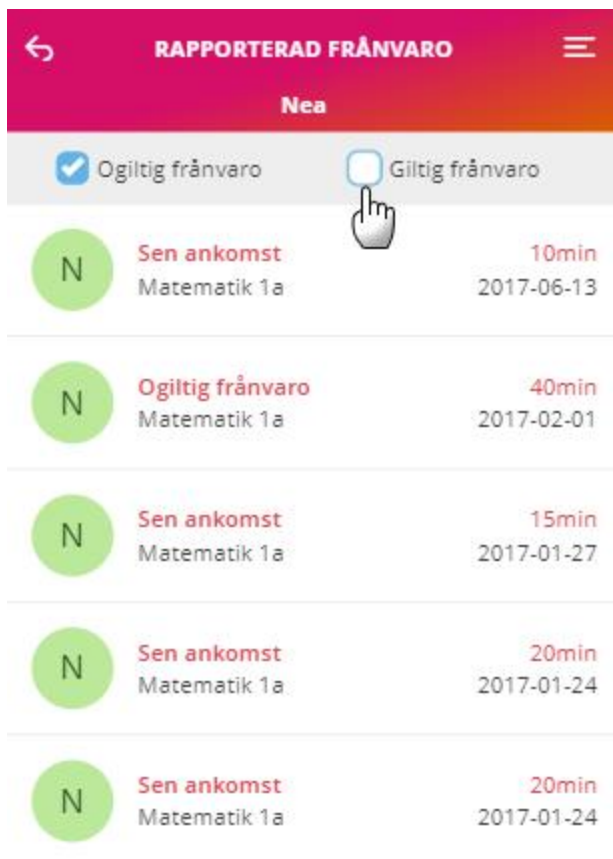 RAPPORTERAD FRÅNVARO
Nea
Ogiltig frånvaro Giltig frånvaro
N Sen ankomst 10min
Matematik 1a 2017-06-13
N Ogiltig frånvaro 40min
Matematik 1a 2017-02-01
N Sen ankomst 15min
Matematik 1a 2017-01-27
N Sen ankomst 20min
Matematik 1a 2017-01-24
N Sen ankomst 20min
Matematik 1a 2017-01-24